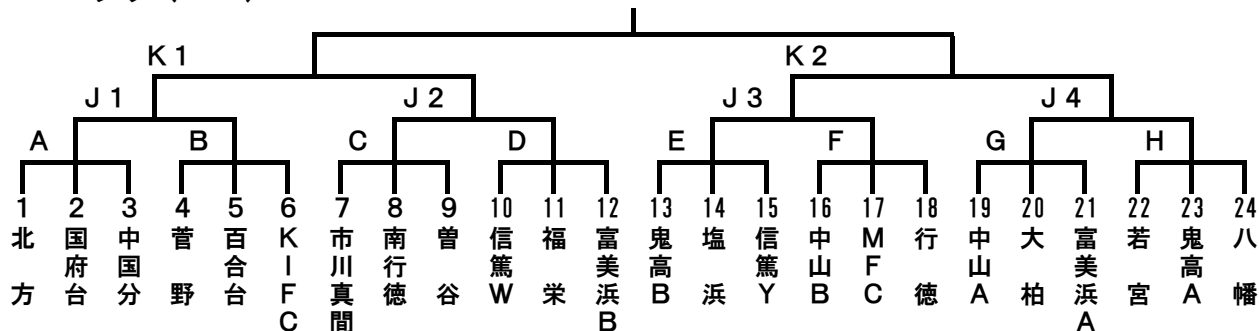 K1 K2
J1 J2 J3 J4
A B C D E F G H
1 2 3 4 5 6 7 8 9 10 11 12 13 14 15 16 17 18 19 20 21 22 23 24
北方
国府台
中国分
菅野
百合台
KIFC
市川真間
南行徳
曽谷
信篤W
福栄
富美浜B
鬼高B
塩浜
信篤Y
中山B
MFC
行徳
中山A
大柏
富美浜A
若宮
鬼高A
八幡